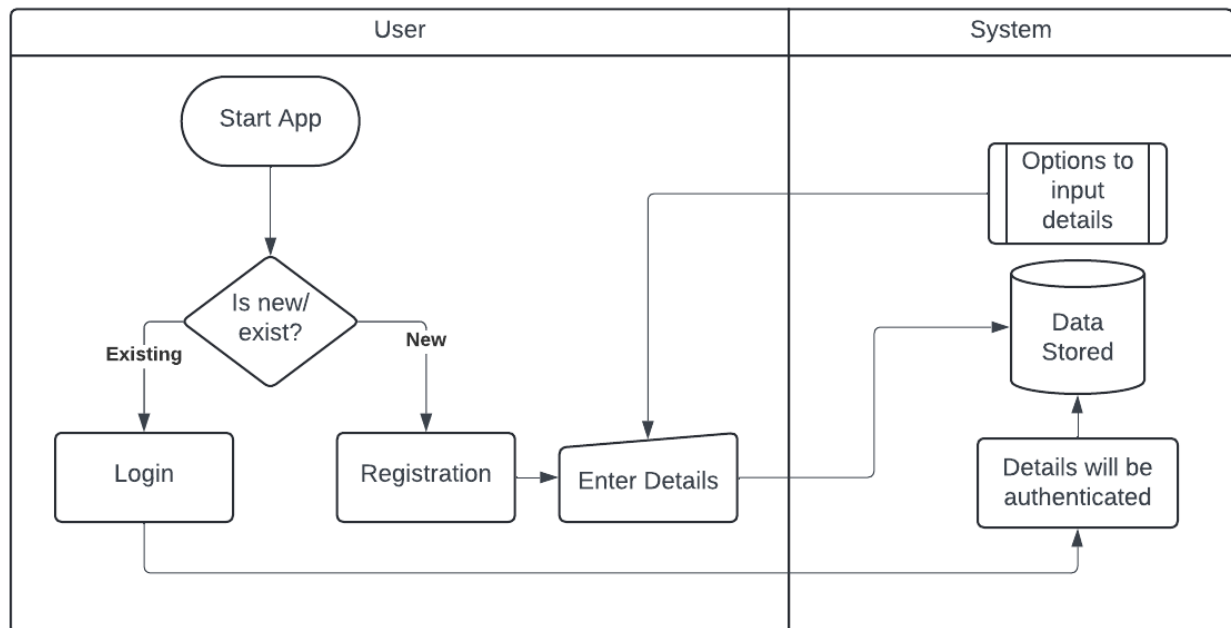 User
System
Start App
Options to
input
details
Is new/
exist?
Existing
New
Data
Stored
Login
Registration
Enter Details
Details will be
authenticated